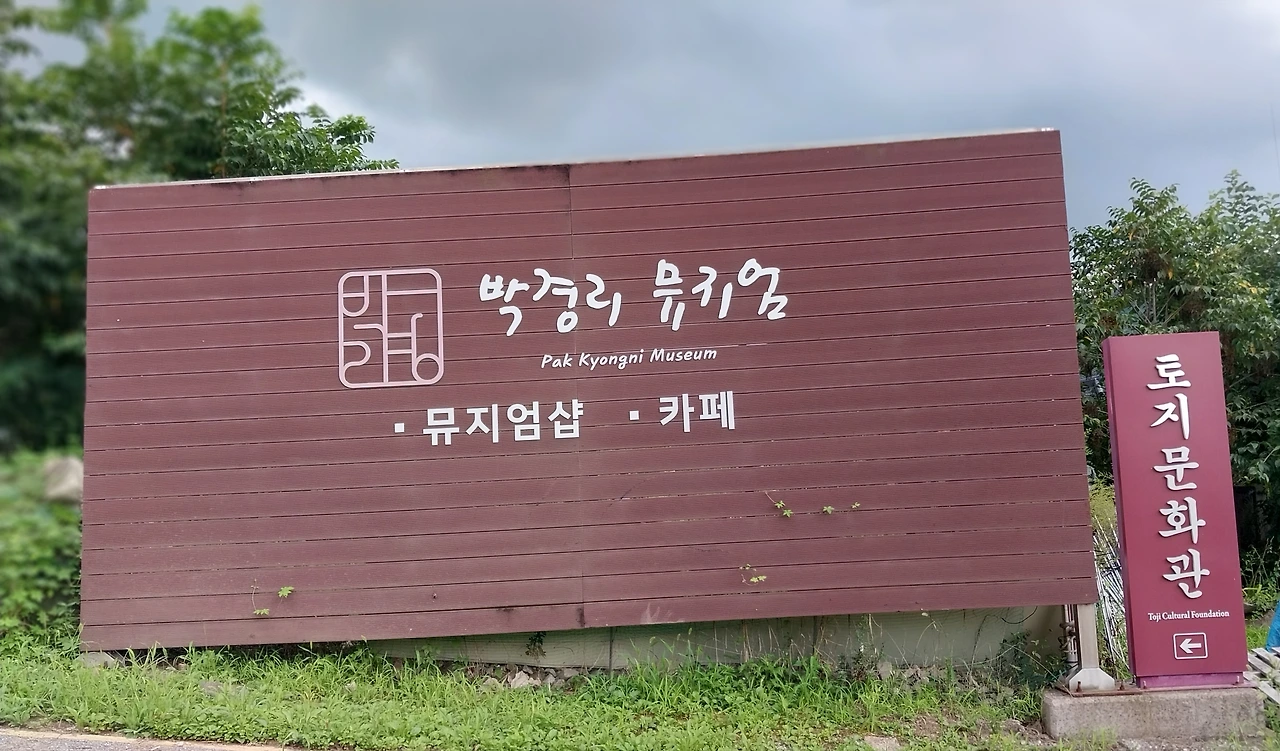 박경리 뮤지엄
Pak Kyongni Museum
▪ 뮤지엄샵 ▪ 카페
토지문화관
Toji Cultural Foundation